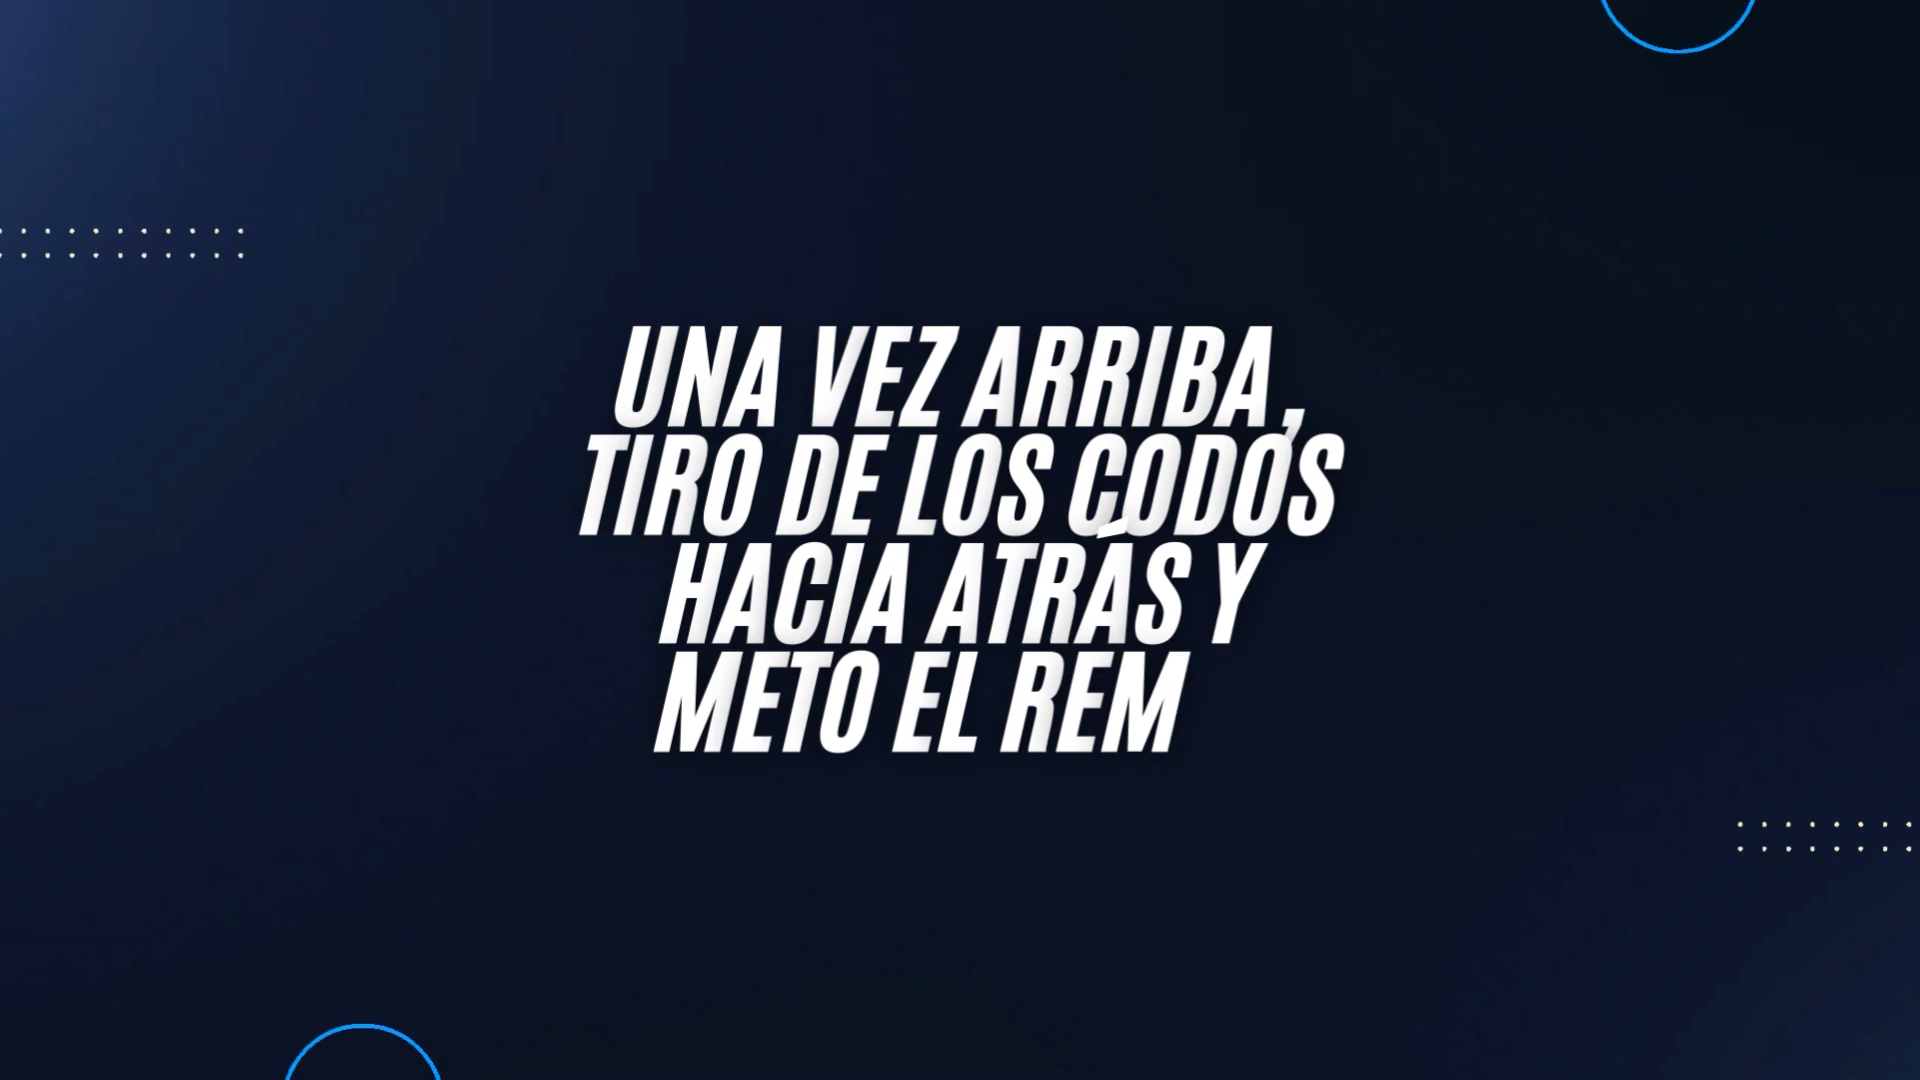 UNA VEZ ARRIBA,
TIRO DE LOS CODOS
HACIA ATRÁS Y
METO EL REM